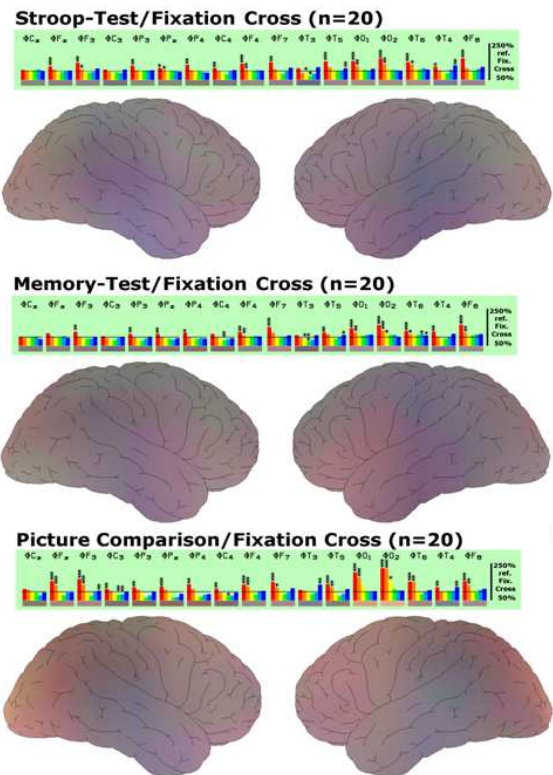 Stroop-Test/Fixation Cross (n=20)
ΦCz ΦFz ΦF3 ΦC3 ΦP3 ΦPz ΦP4 ΦC4 ΦF4 ΦF7 ΦT3 ΦT5 ΦO1 ΦO2 ΦT6 ΦT4 ΦF8
250%
ref.
Fix.
Cross
50%
Memory-Test/Fixation Cross (n=20)
ΦCz ΦFz ΦF3 ΦC3 ΦP3 ΦPz ΦP4 ΦC4 ΦF4 ΦF7 ΦT3 ΦT5 ΦO1 ΦO2 ΦT6 ΦT4 ΦF8
250%
ref.
Fix.
Cross
50%
Picture Comparison/Fixation Cross (n=20)
ΦCz ΦFz ΦF3 ΦC3 ΦP3 ΦPz ΦP4 ΦC4 ΦF4 ΦF7 ΦT3 ΦT5 ΦO1 ΦO2 ΦT6 ΦT4 ΦF8
250%
ref.
Fix.
Cross
50%